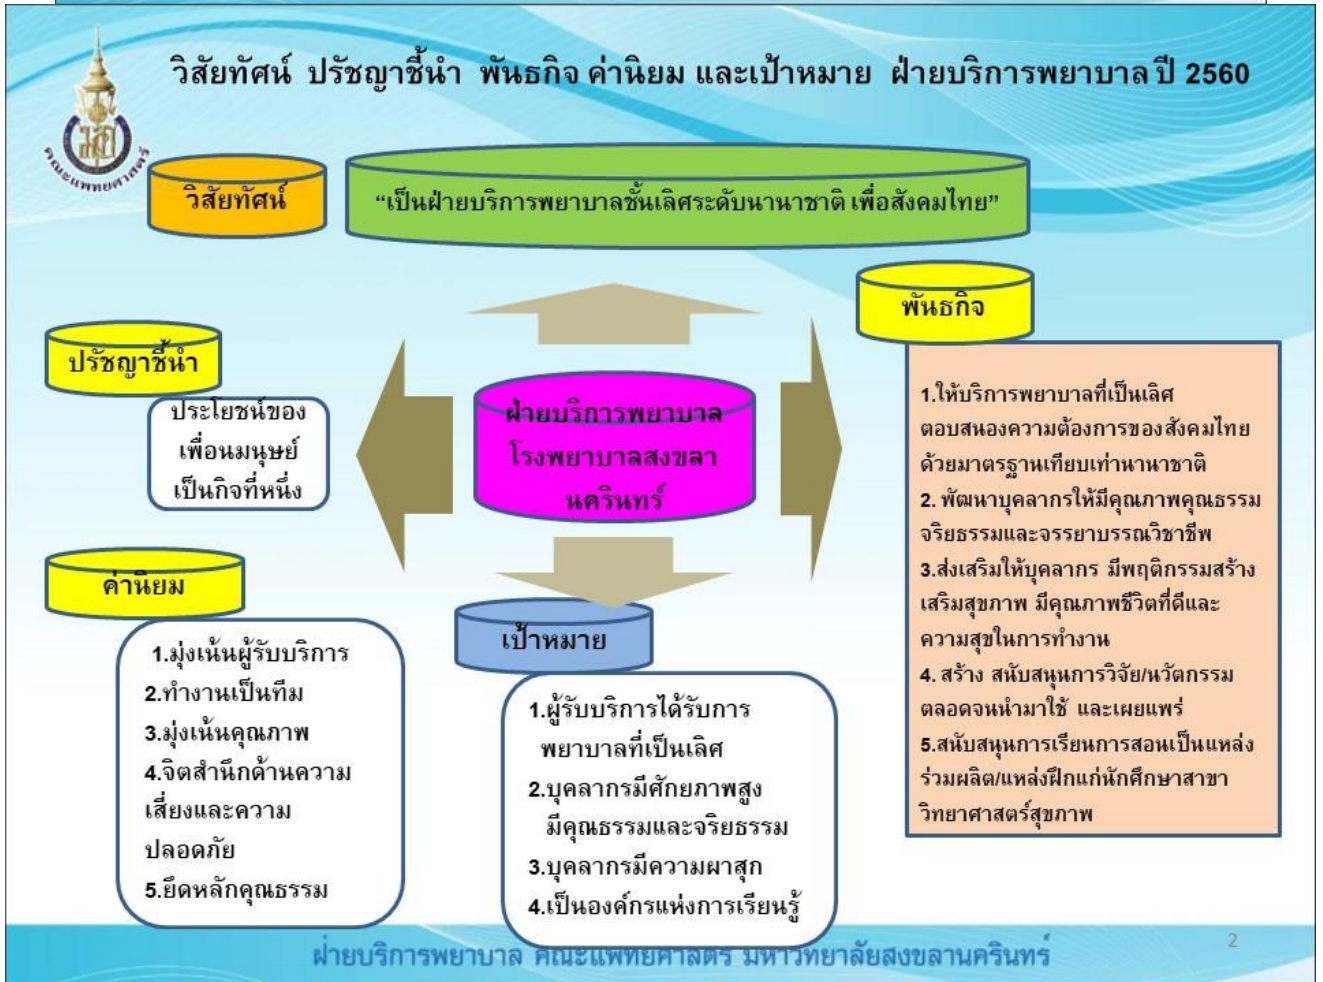 วิสัยทัศน์ ปรัชญาชี้นำ พันธกิจ ค่านิยม และเป้าหมาย ฝ่ายบริการพยาบาล ปี 2560
คณะแพทยศาสตร์
วิสัยทัศน์
“เป็นฝ่ายบริการพยาบาลชั้นเลิศระดับนานาชาติ เพื่อสังคมไทย”
พันธกิจ
1.ให้บริการพยาบาลที่เป็นเลิศ
ตอบสนองความต้องการของสังคมไทย
ด้วยมาตรฐานเทียบเท่านานาชาติ
2. พัฒนาบุคลากรให้มีคุณภาพคุณธรรม
จริยธรรมและจรรยาบรรณวิชาชีพ
3.ส่งเสริมให้บุคลากร มีพฤติกรรมสร้าง
เสริมสุขภาพ มีคุณภาพชีวิตที่ดีและ
ความสุขในการทำงาน
4. สร้าง สนับสนุนการวิจัย/นวัตกรรม
ตลอดจนนำมาใช้ และเผยแพร่
5.สนับสนุนการเรียนการสอนเป็นแหล่ง
ร่วมผลิต/แหล่งฝึกแก่นักศึกษาสาขา
วิทยาศาสตร์สุขภาพ
ปรัชญาชี้นำ
ประโยชน์ของ
เพื่อนมนุษย์
เป็นกิจที่หนึ่ง
ฝ่ายบริการพยาบาล
โรงพยาบาลสงขลา
นครินทร์
ค่านิยม
1.มุ่งเน้นผู้รับบริการ
2.ทำงานเป็นทีม
3.มุ่งเน้นคุณภาพ
4.จิตสำนึกด้านความ
เสี่ยงและความ
ปลอดภัย
5.ยึดหลักคุณธรรม
เป้าหมาย
1.ผู้รับบริการได้รับการ
พยาบาลที่เป็นเลิศ
2.บุคลากรมีศักยภาพสูง
มีคุณธรรมและจริยธรรม
3.บุคลากรมีความผาสุก
4.เป็นองค์กรแห่งการเรียนรู้
ฝ่ายบริการพยาบาล คณะแพทยศาสตร์ มหาวิทยาลัยสงขลานครินทร์
2